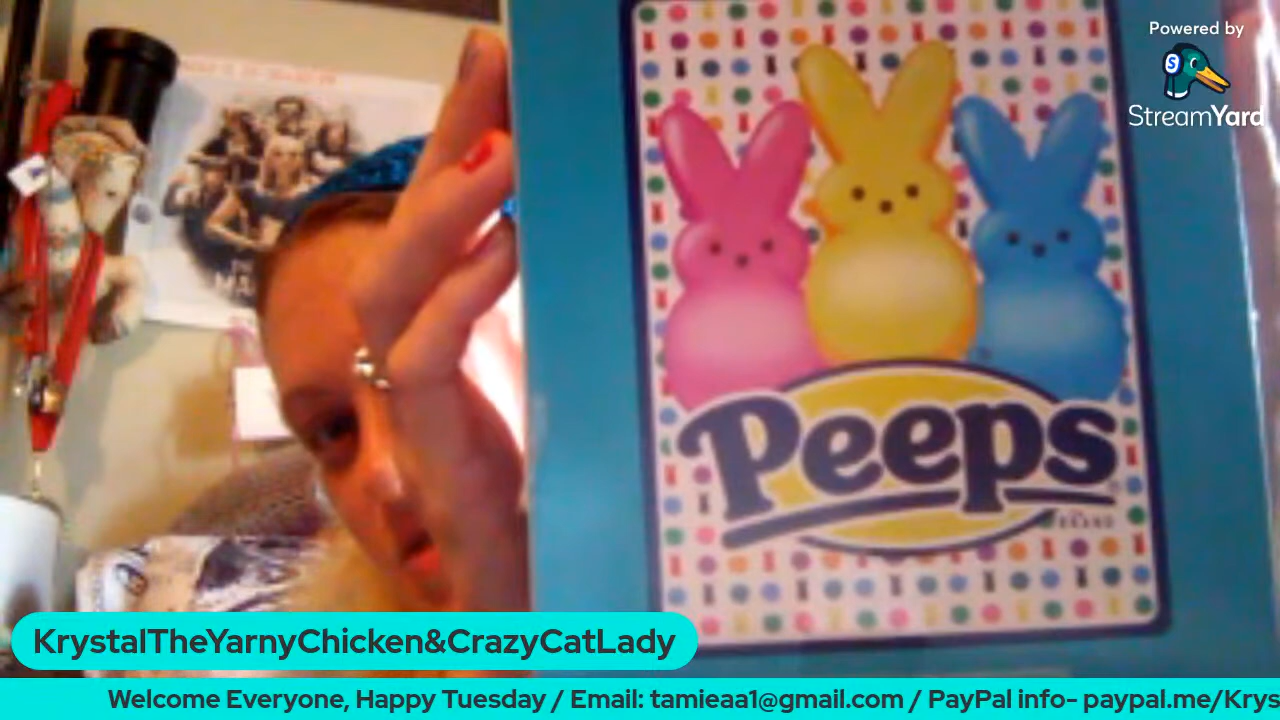 Powered by
StreamYard
Peeps
BRAND
KrystalTheYarnyChicken&CrazyCatLady
Welcome Everyone, Happy Tuesday / Email: tamieaa1@gmail.com / PayPal info- paypal.me/Krys